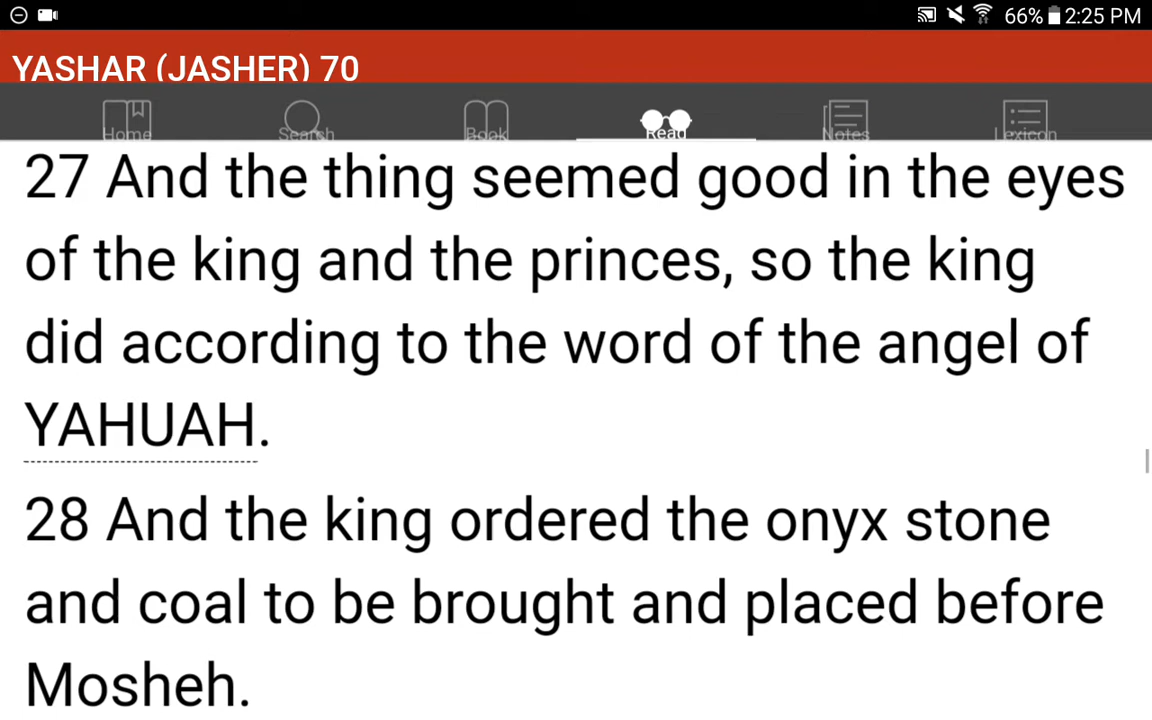 66% 2:25 PM
YASHAR (JASHER) 70
Home Search Book Read Notes Lexicon
27 And the thing seemed good in the eyes
of the king and the princes, so the king
did according to the word of the angel of
YAHUAH.
28 And the king ordered the onyx stone
and coal to be brought and placed before
Mosheh.